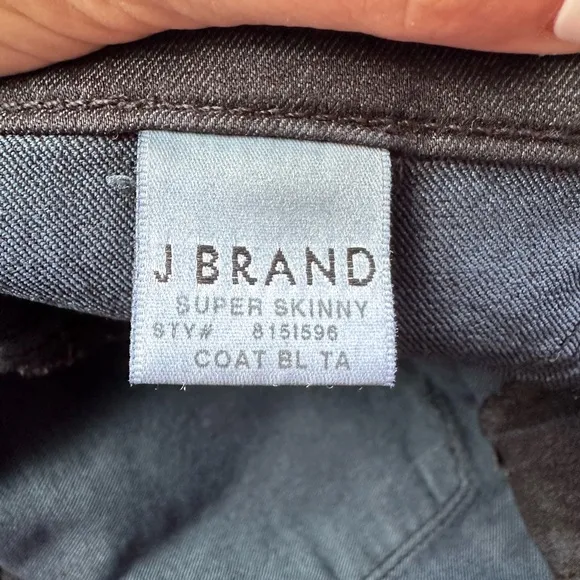 J BRAND
SUPER SKINNY
STY# 8151596
COAT BL TA